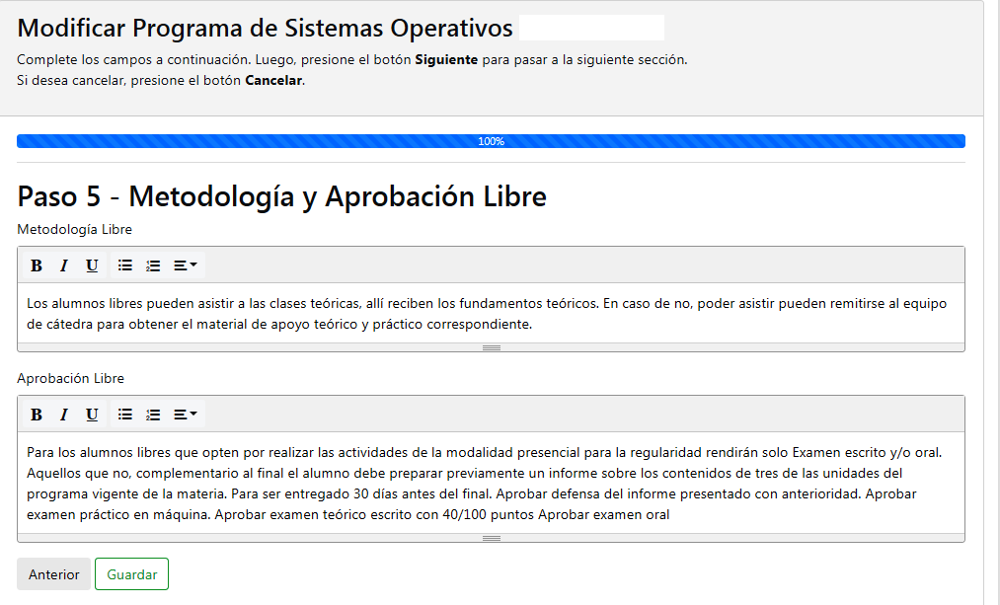 Modificar Programa de Sistemas Operativos
Complete los campos a continuación. Luego, presione el botón Siguiente para pasar a la siguiente sección.
Si desea cancelar, presione el botón Cancelar.
100%
Paso 5 - Metodología y Aprobación Libre
Metodología Libre
B I U
Los alumnos libres pueden asistir a las clases teóricas, allí reciben los fundamentos teóricos. En caso de no, poder asistir pueden remitirse al equipo
de cátedra para obtener el material de apoyo teórico y práctico correspondiente.
Aprobación Libre
B I U
Para los alumnos libres que opten por realizar las actividades de la modalidad presencial para la regularidad rendirán solo Examen escrito y/o oral.
Aquellos que no, complementario al final el alumno debe preparar previamente un informe sobre los contenidos de tres de las unidades del
programa vigente de la materia. Para ser entregado 30 días antes del final. Aprobar defensa del informe presentado con anterioridad. Aprobar
examen práctico en máquina. Aprobar examen teórico escrito con 40/100 puntos Aprobar examen oral
Anterior Guardar